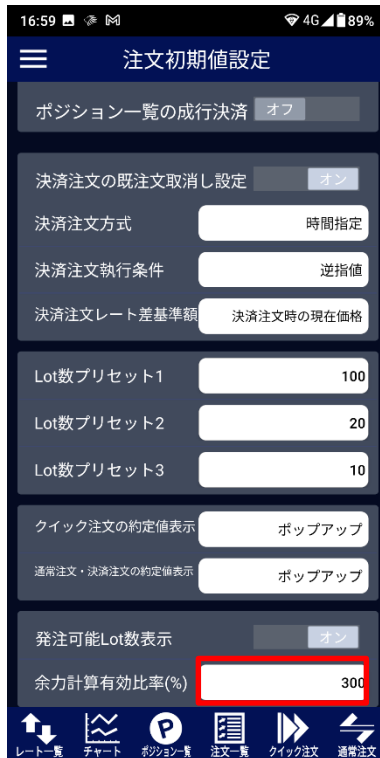 16:59 4G 89%
注文初期値設定
ポジション一覧の成行決済 オフ
決済注文の既注文取消し設定 オン
決済注文方式 時間指定
決済注文執行条件 逆指値
決済注文レート差基準額 決済注文時の現在価格
Lot数プリセット1 100
Lot数プリセット2 20
Lot数プリセット3 10
クイック注文の約定値表示 ポップアップ
通常注文・決済注文の約定値表示 ポップアップ
発注可能Lot数表示 オン
余力計算有効比率(%) 300
レート一覧 チャート ポジション一覧 注文一覧 クイック注文 通常注文